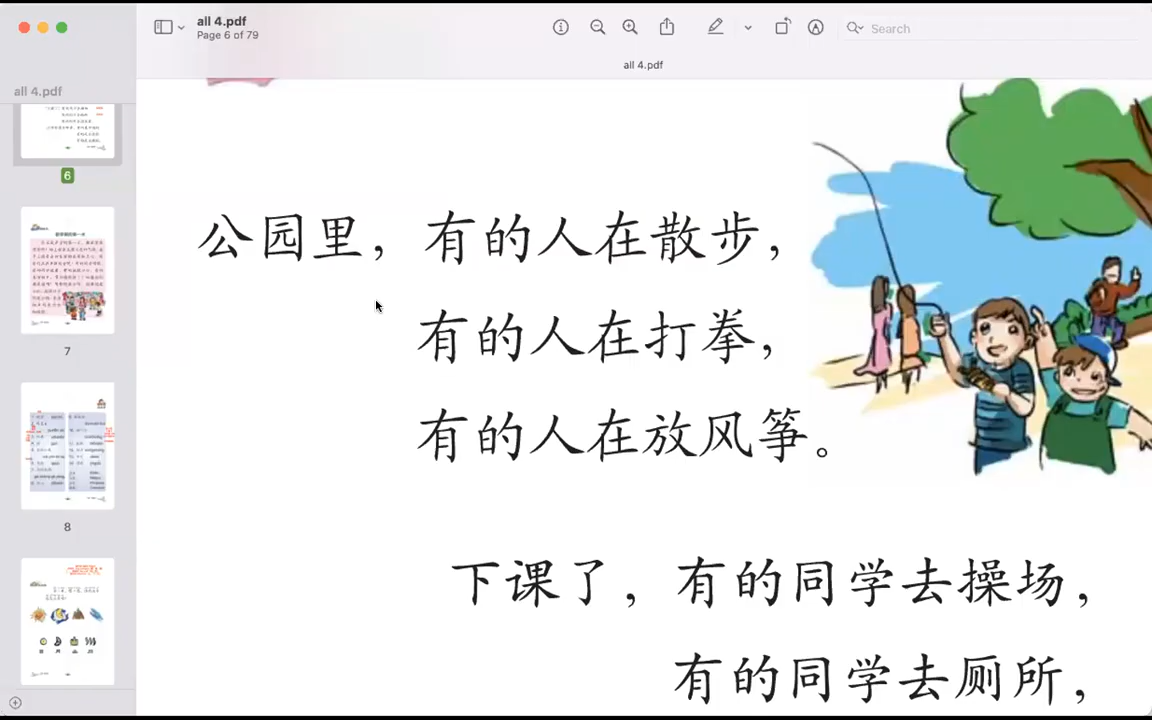 all 4.pdf
Page 6 of 79
Search
all 4.pdf
all 4.pdf
6
7
8
公园里，有的人在散步，
有的人在打拳，
有的人在放风筝。
下课了，有的同学去操场，
有的同学去厕所，